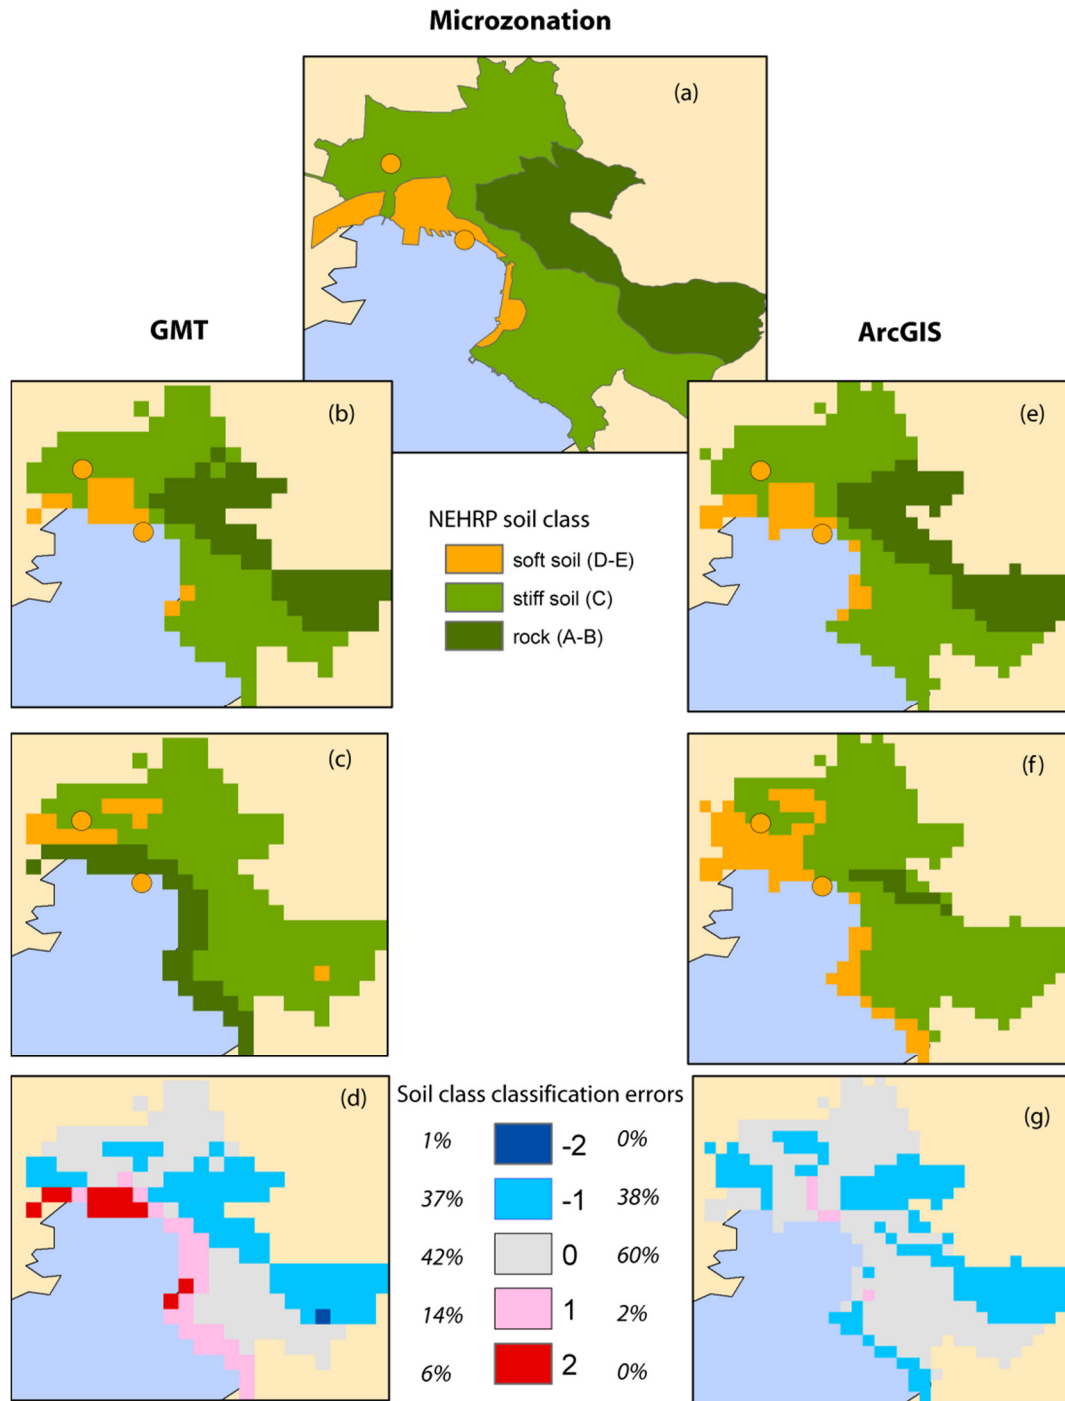 Microzonation
(a)
GMT
ArcGIS
(b)
(e)
NEHRP soil class
soft soil (D-E)
stiff soil (C)
rock (A-B)
(c)
(f)
(d)
Soil class classification errors
(g)
1% -2 0%
37% -1 38%
42% 0 60%
14% 1 2%
6% 2 0%